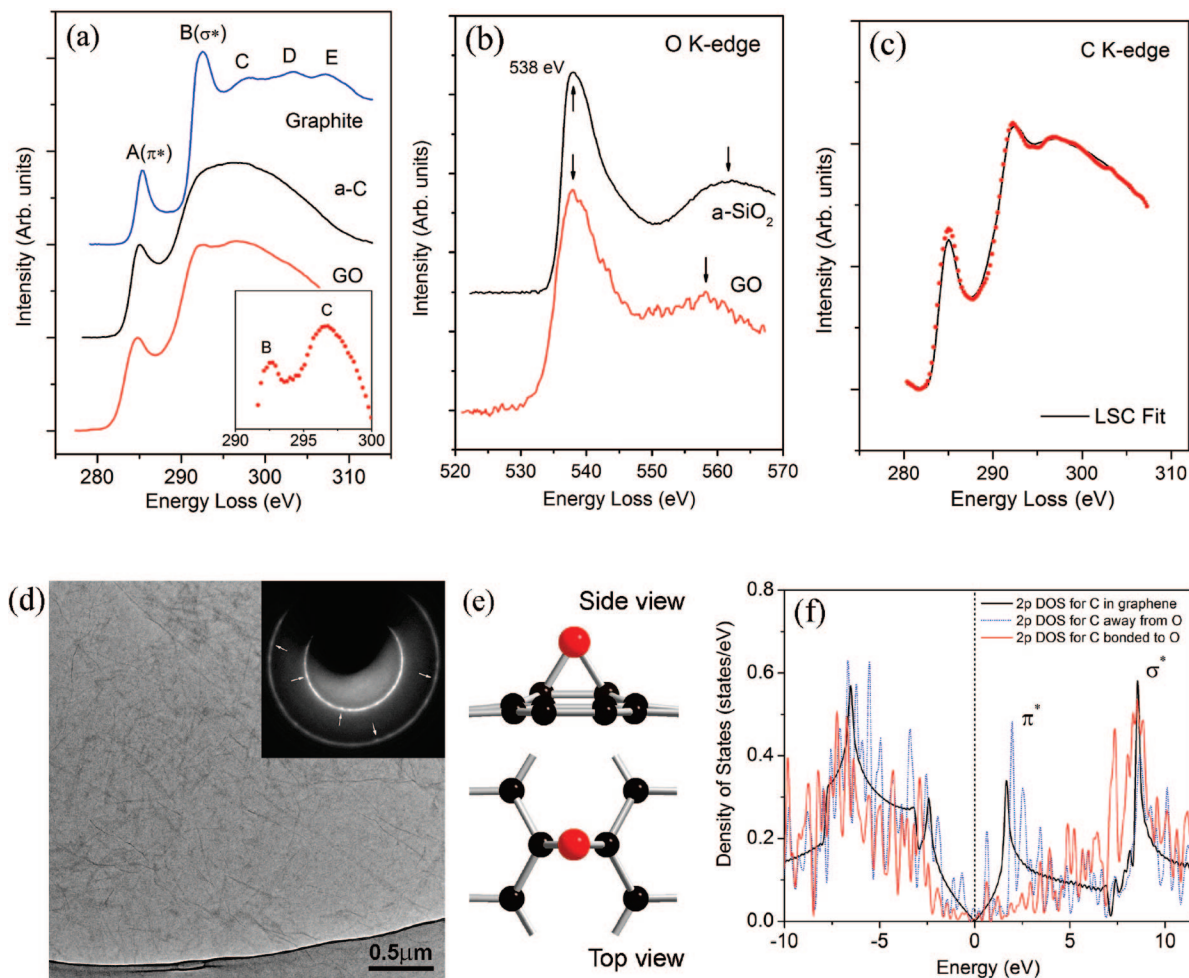 (a)
B(σ*)
C
D
E
A(π*)
Graphite
a-C
GO
B
C
290
295
300
280
290
300
310
Energy Loss (eV)
Intensity (Arb. units)
(b)
O K-edge
538 eV
a-SiO2
GO
520
530
540
550
560
570
Energy Loss (eV)
Intensity (Arb. units)
(c)
C K-edge
LSC Fit
280
290
300
310
Energy Loss (eV)
Intensity (Arb. units)
(d)
0.5μm
(e)
Side view
Top view
(f)
2p DOS for C in graphene
2p DOS for C away from O
2p DOS for C bonded to O
π*
σ*
0.8
0.6
0.4
0.2
0.0
-10
-5
0
5
10
Energy (eV)
Density of States (states/eV)